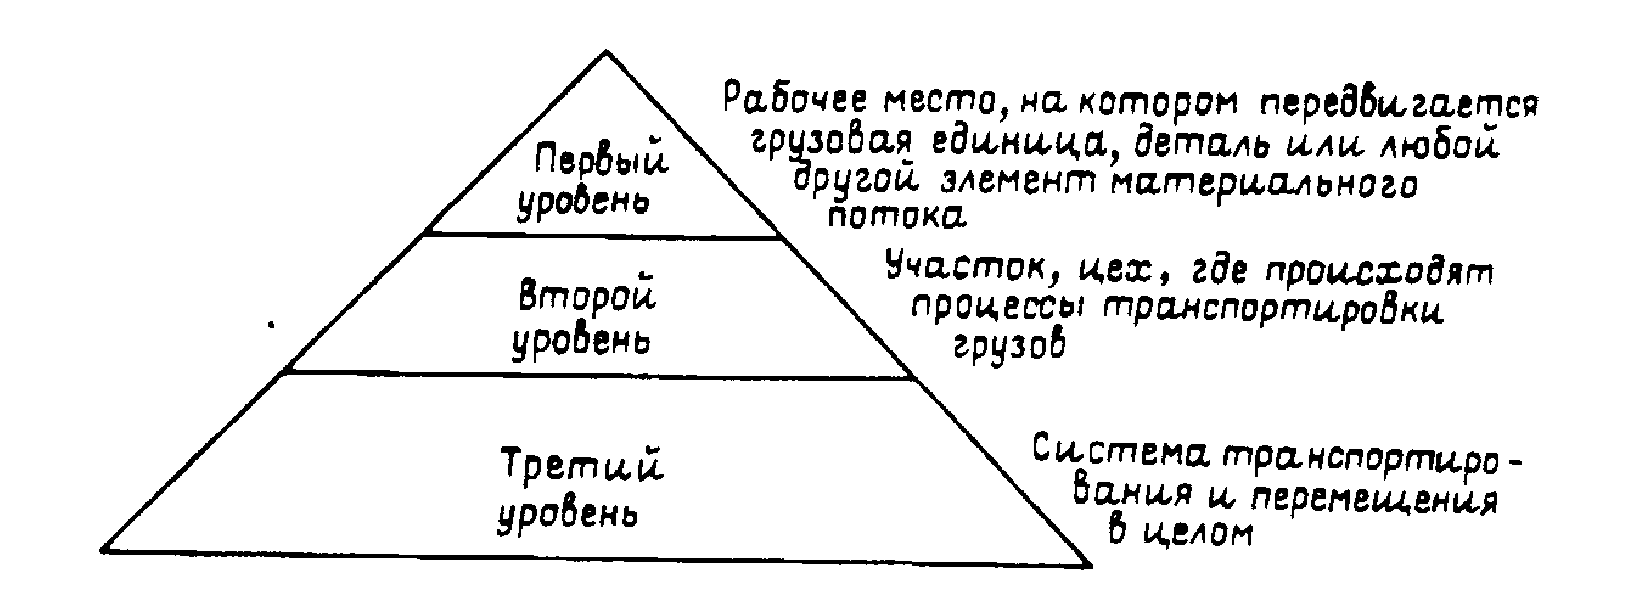 Первый
уровень
Рабочее место, на котором передвигается
грузовая единица, деталь или любой
другой элемент материального
потока
Второй
уровень
Участок, цех, где происходят
процессы транспортировки
грузов
Третий
уровень
Система транспортиро-
вания и перемещения
в целом